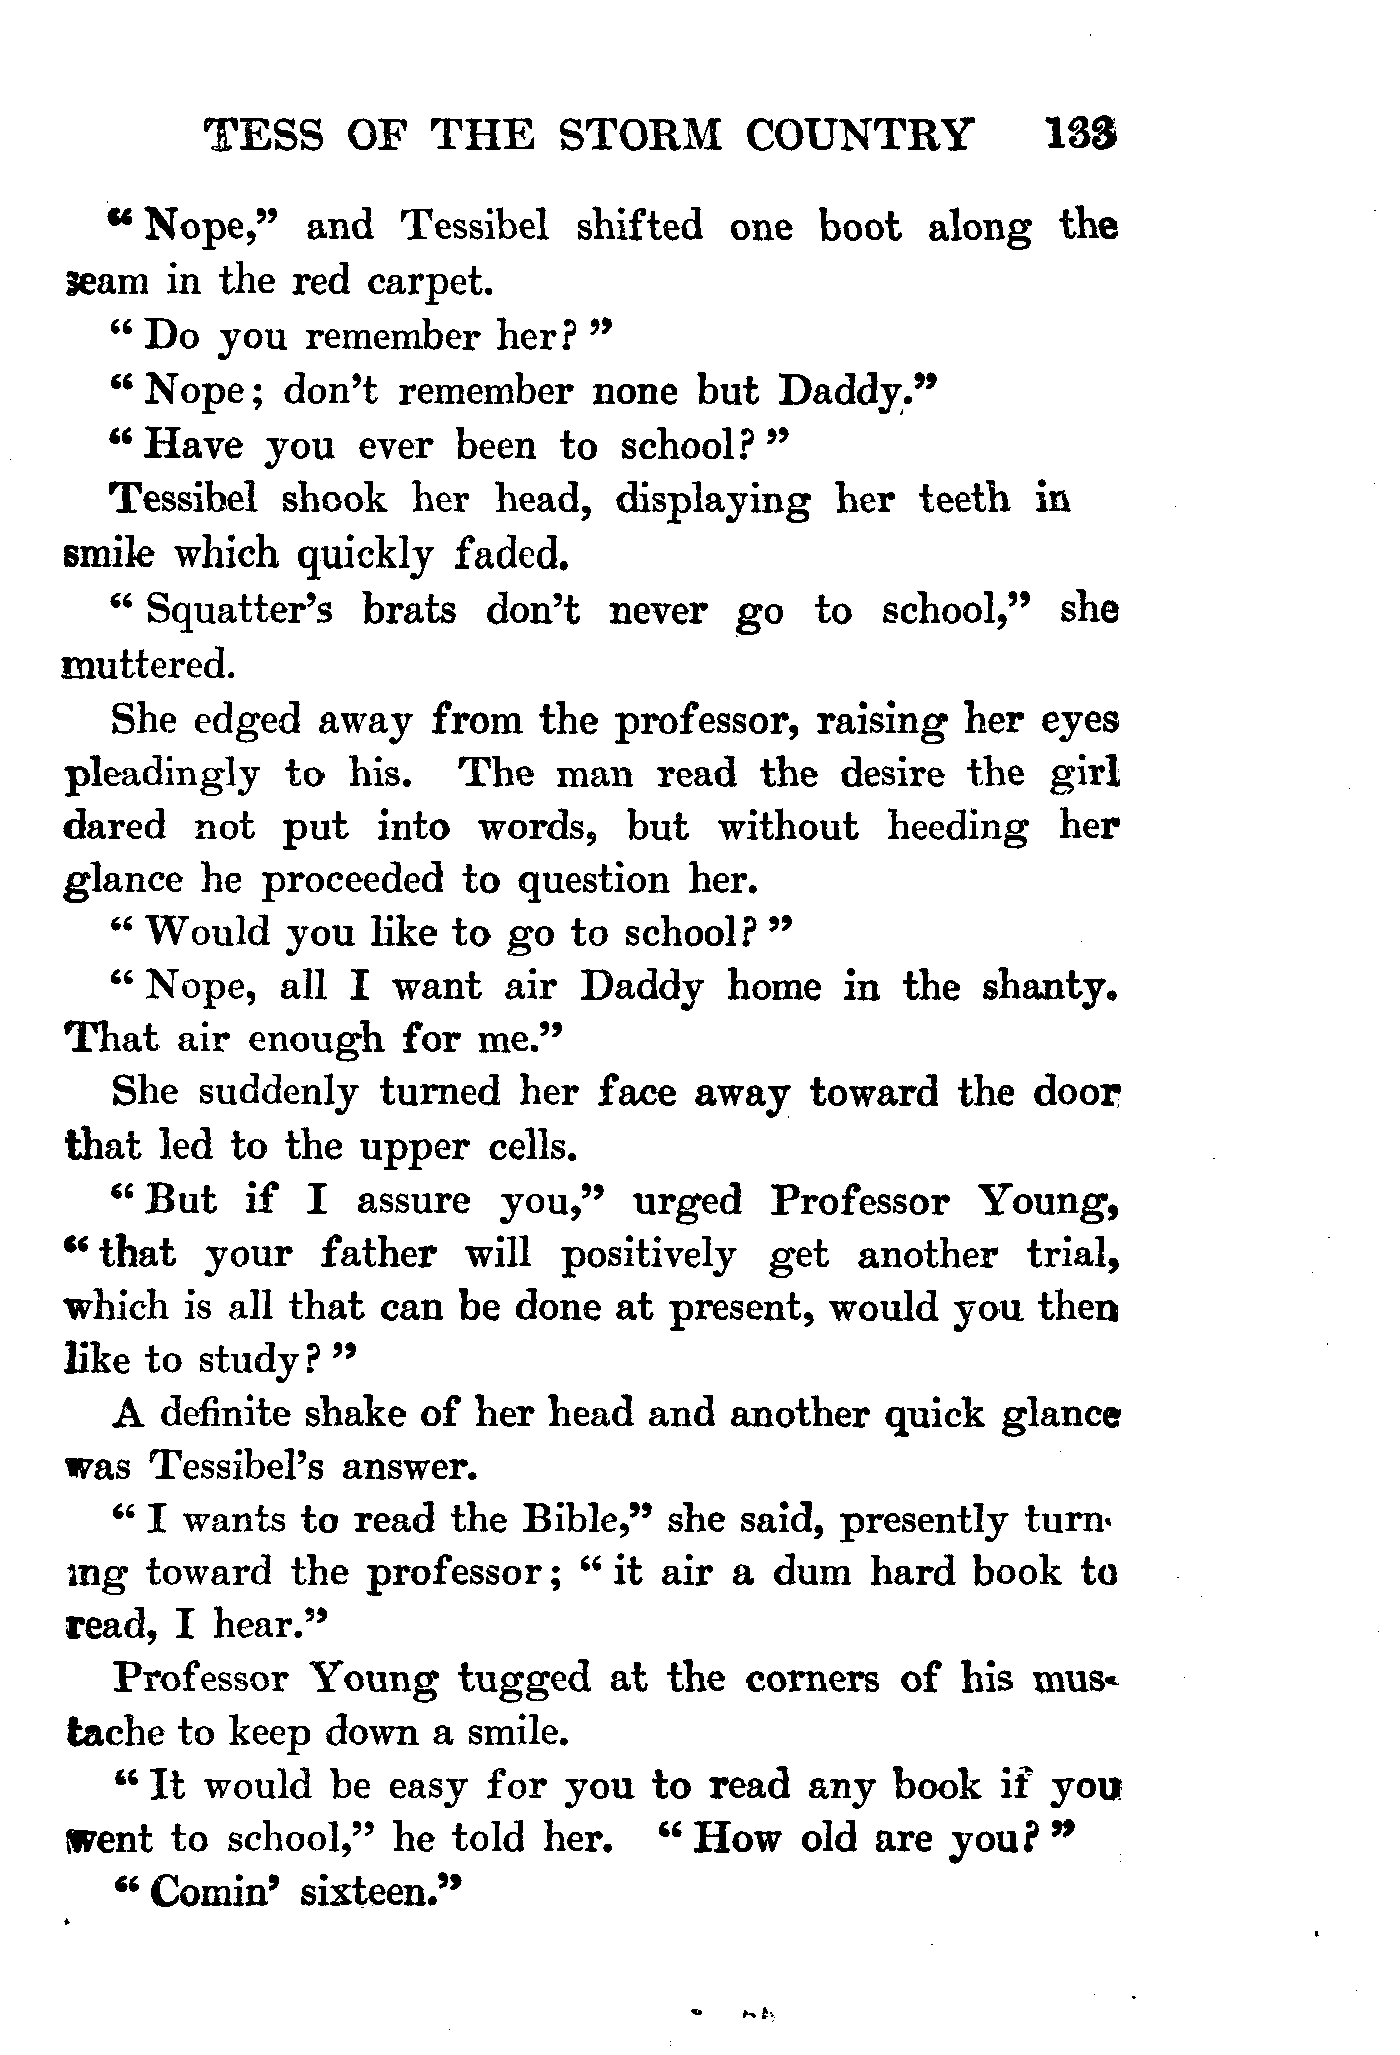 TESS OF THE STORM COUNTRY 133
“Nope,” and Tessibel shifted one boot along the
seam in the red carpet.
“Do you remember her?”
“Nope; don’t remember none but Daddy.”
“Have you ever been to school?”
Tessibel shook her head, displaying her teeth in
smile which quickly faded.
“Squatter’s brats don’t never go to school,” she
muttered.
She edged away from the professor, raising her eyes
pleadingly to his. The man read the desire the girl
dared not put into words, but without heeding her
glance he proceeded to question her.
“Would you like to go to school?”
“Nope, all I want air Daddy home in the shanty.
That air enough for me.”
She suddenly turned her face away toward the door
that led to the upper cells.
“But if I assure you,” urged Professor Young,
“that your father will positively get another trial,
which is all that can be done at present, would you then
like to study?”
A definite shake of her head and another quick glance
was Tessibel’s answer.
“I wants to read the Bible,” she said, presently turn-
ing toward the professor; “it air a dum hard book to
read, I hear.”
Professor Young tugged at the corners of his mus-
tache to keep down a smile.
“It would be easy for you to read any book if you
went to school,” he told her. “How old are you?”
“Comin’ sixteen.”